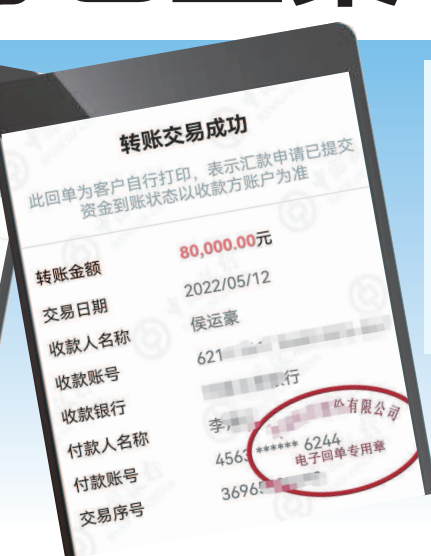 转账交易成功
此回单为客户自行打印，表示汇款申请已提交
资金到账状态以收款方账户为准
转账金额 80,000.00元
交易日期 2022/05/12
收款人名称 侯运豪
收款账号 621
收款银行 行
付款人名称 李
付款账号 4563 ****** 6244
交易序号 3696
份有限公司
电子回单专用章